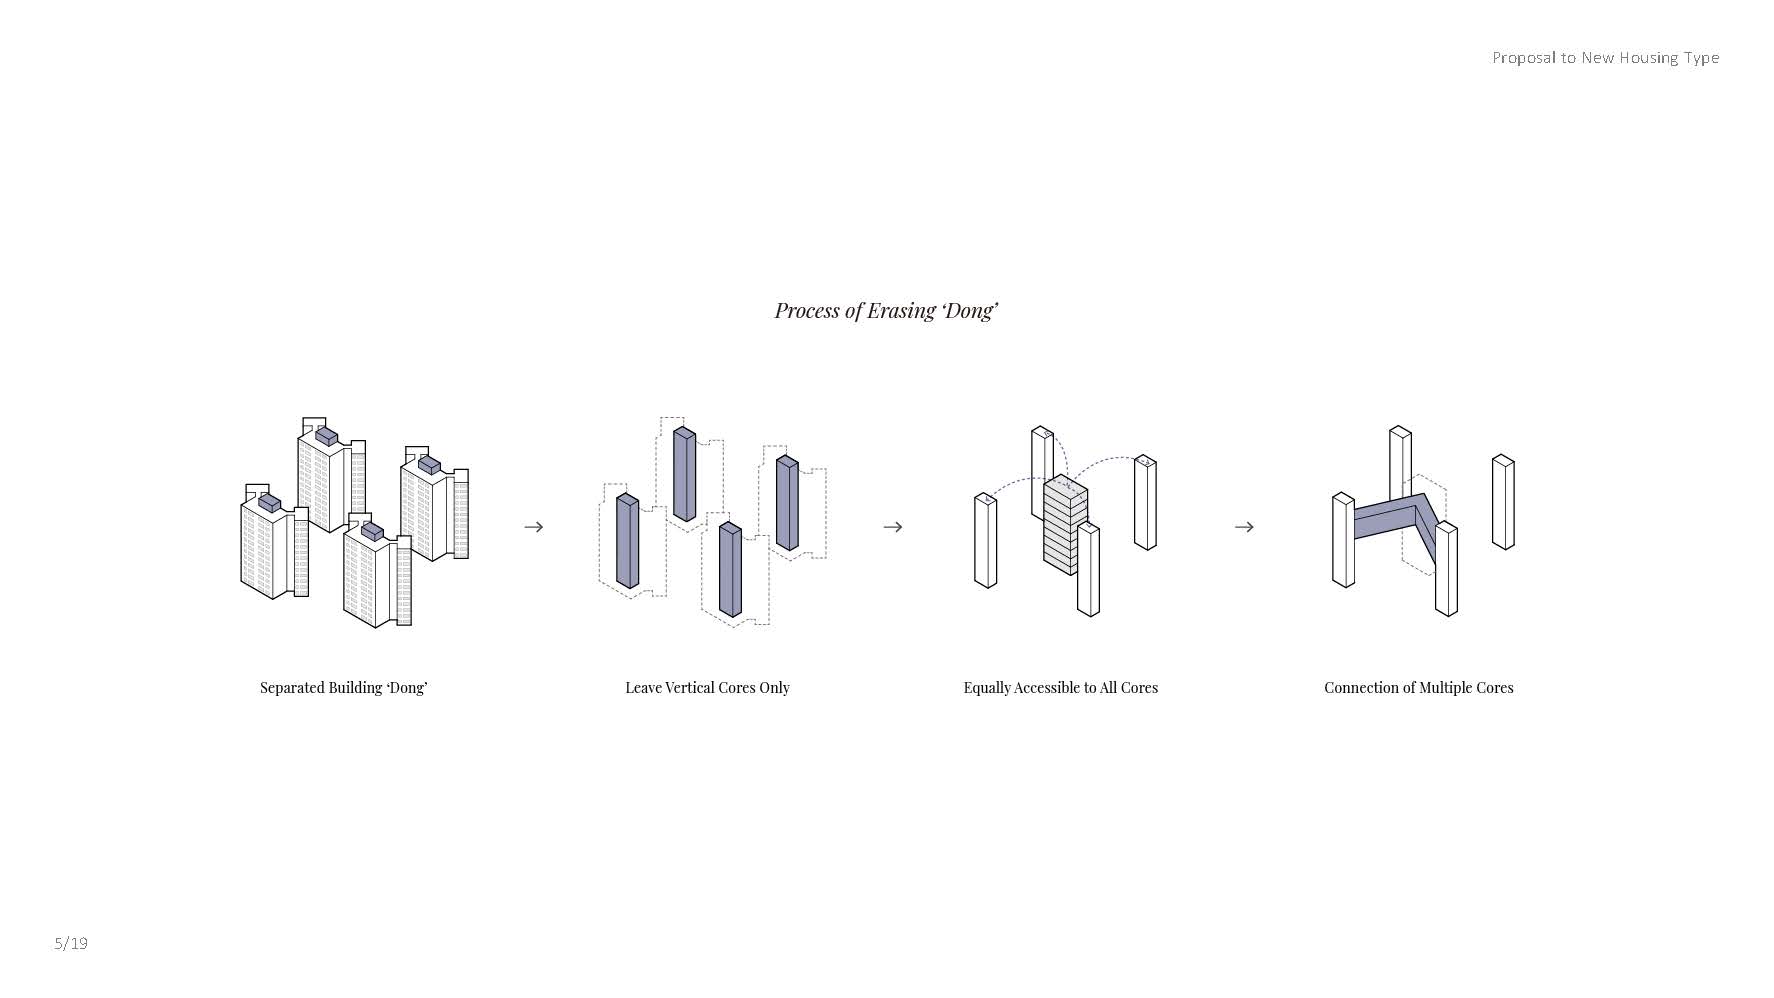 Proposal to New Housing Type
Process of Erasing ‘Dong’
Separated Building ‘Dong’
Leave Vertical Cores Only
Equally Accessible to All Cores
Connection of Multiple Cores
5/19